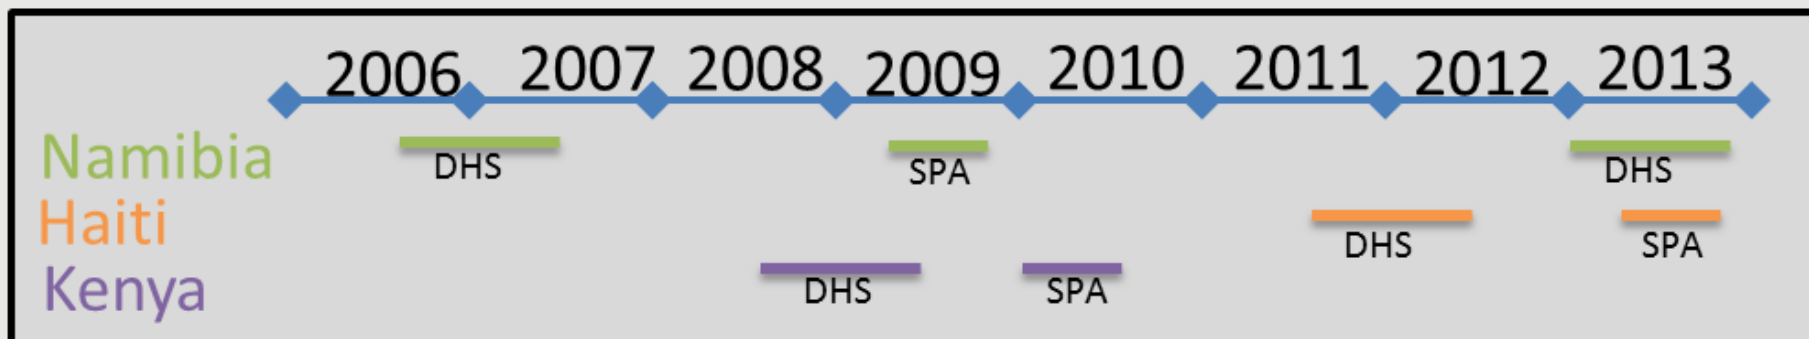 2006 2007 2008 2009 2010 2011 2012 2013
Namibia DHS SPA DHS
Haiti DHS SPA
Kenya DHS SPA